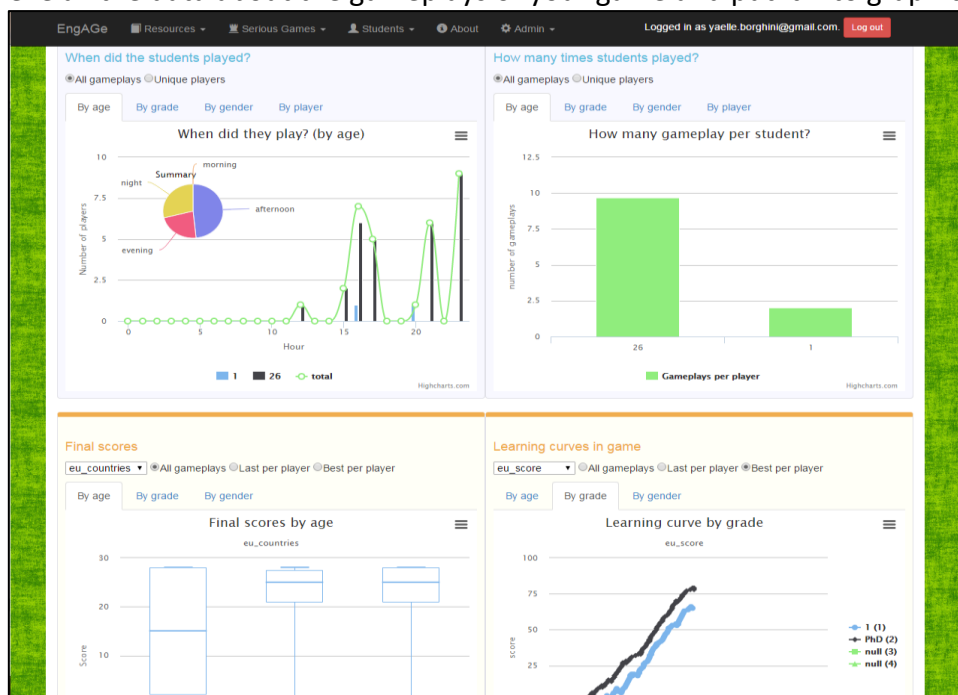 EngAGe Resources Serious Games Students About Admin Logged in as yaelle.borghini@gmail.com. Log out
When did the students played?
All gameplays Unique players
By age By grade By gender By player
When did they play? (by age)
10
7.5
5
2.5
0
Number of players
Summary
morning
night
afternoon
evening
0 5 10 15 20
Hour
1 26 total
Highcharts.com
How many times students played?
All gameplays Unique players
By age By grade By gender By player
How many gameplay per student?
12.5
10
7.5
5
2.5
0
number of gameplays
26 1
Gameplays per player
Highcharts.com
Final scores
eu_countries All gameplays Last per player Best per player
By age By grade By gender
Final scores by age
eu_countries
30
20
10
Score
Learning curves in game
eu_score All gameplays Last per player Best per player
By age By grade By gender
Learning curve by grade
eu_score
100
75
50
25
score
1 (1)
PhD (2)
null (3)
null (4)